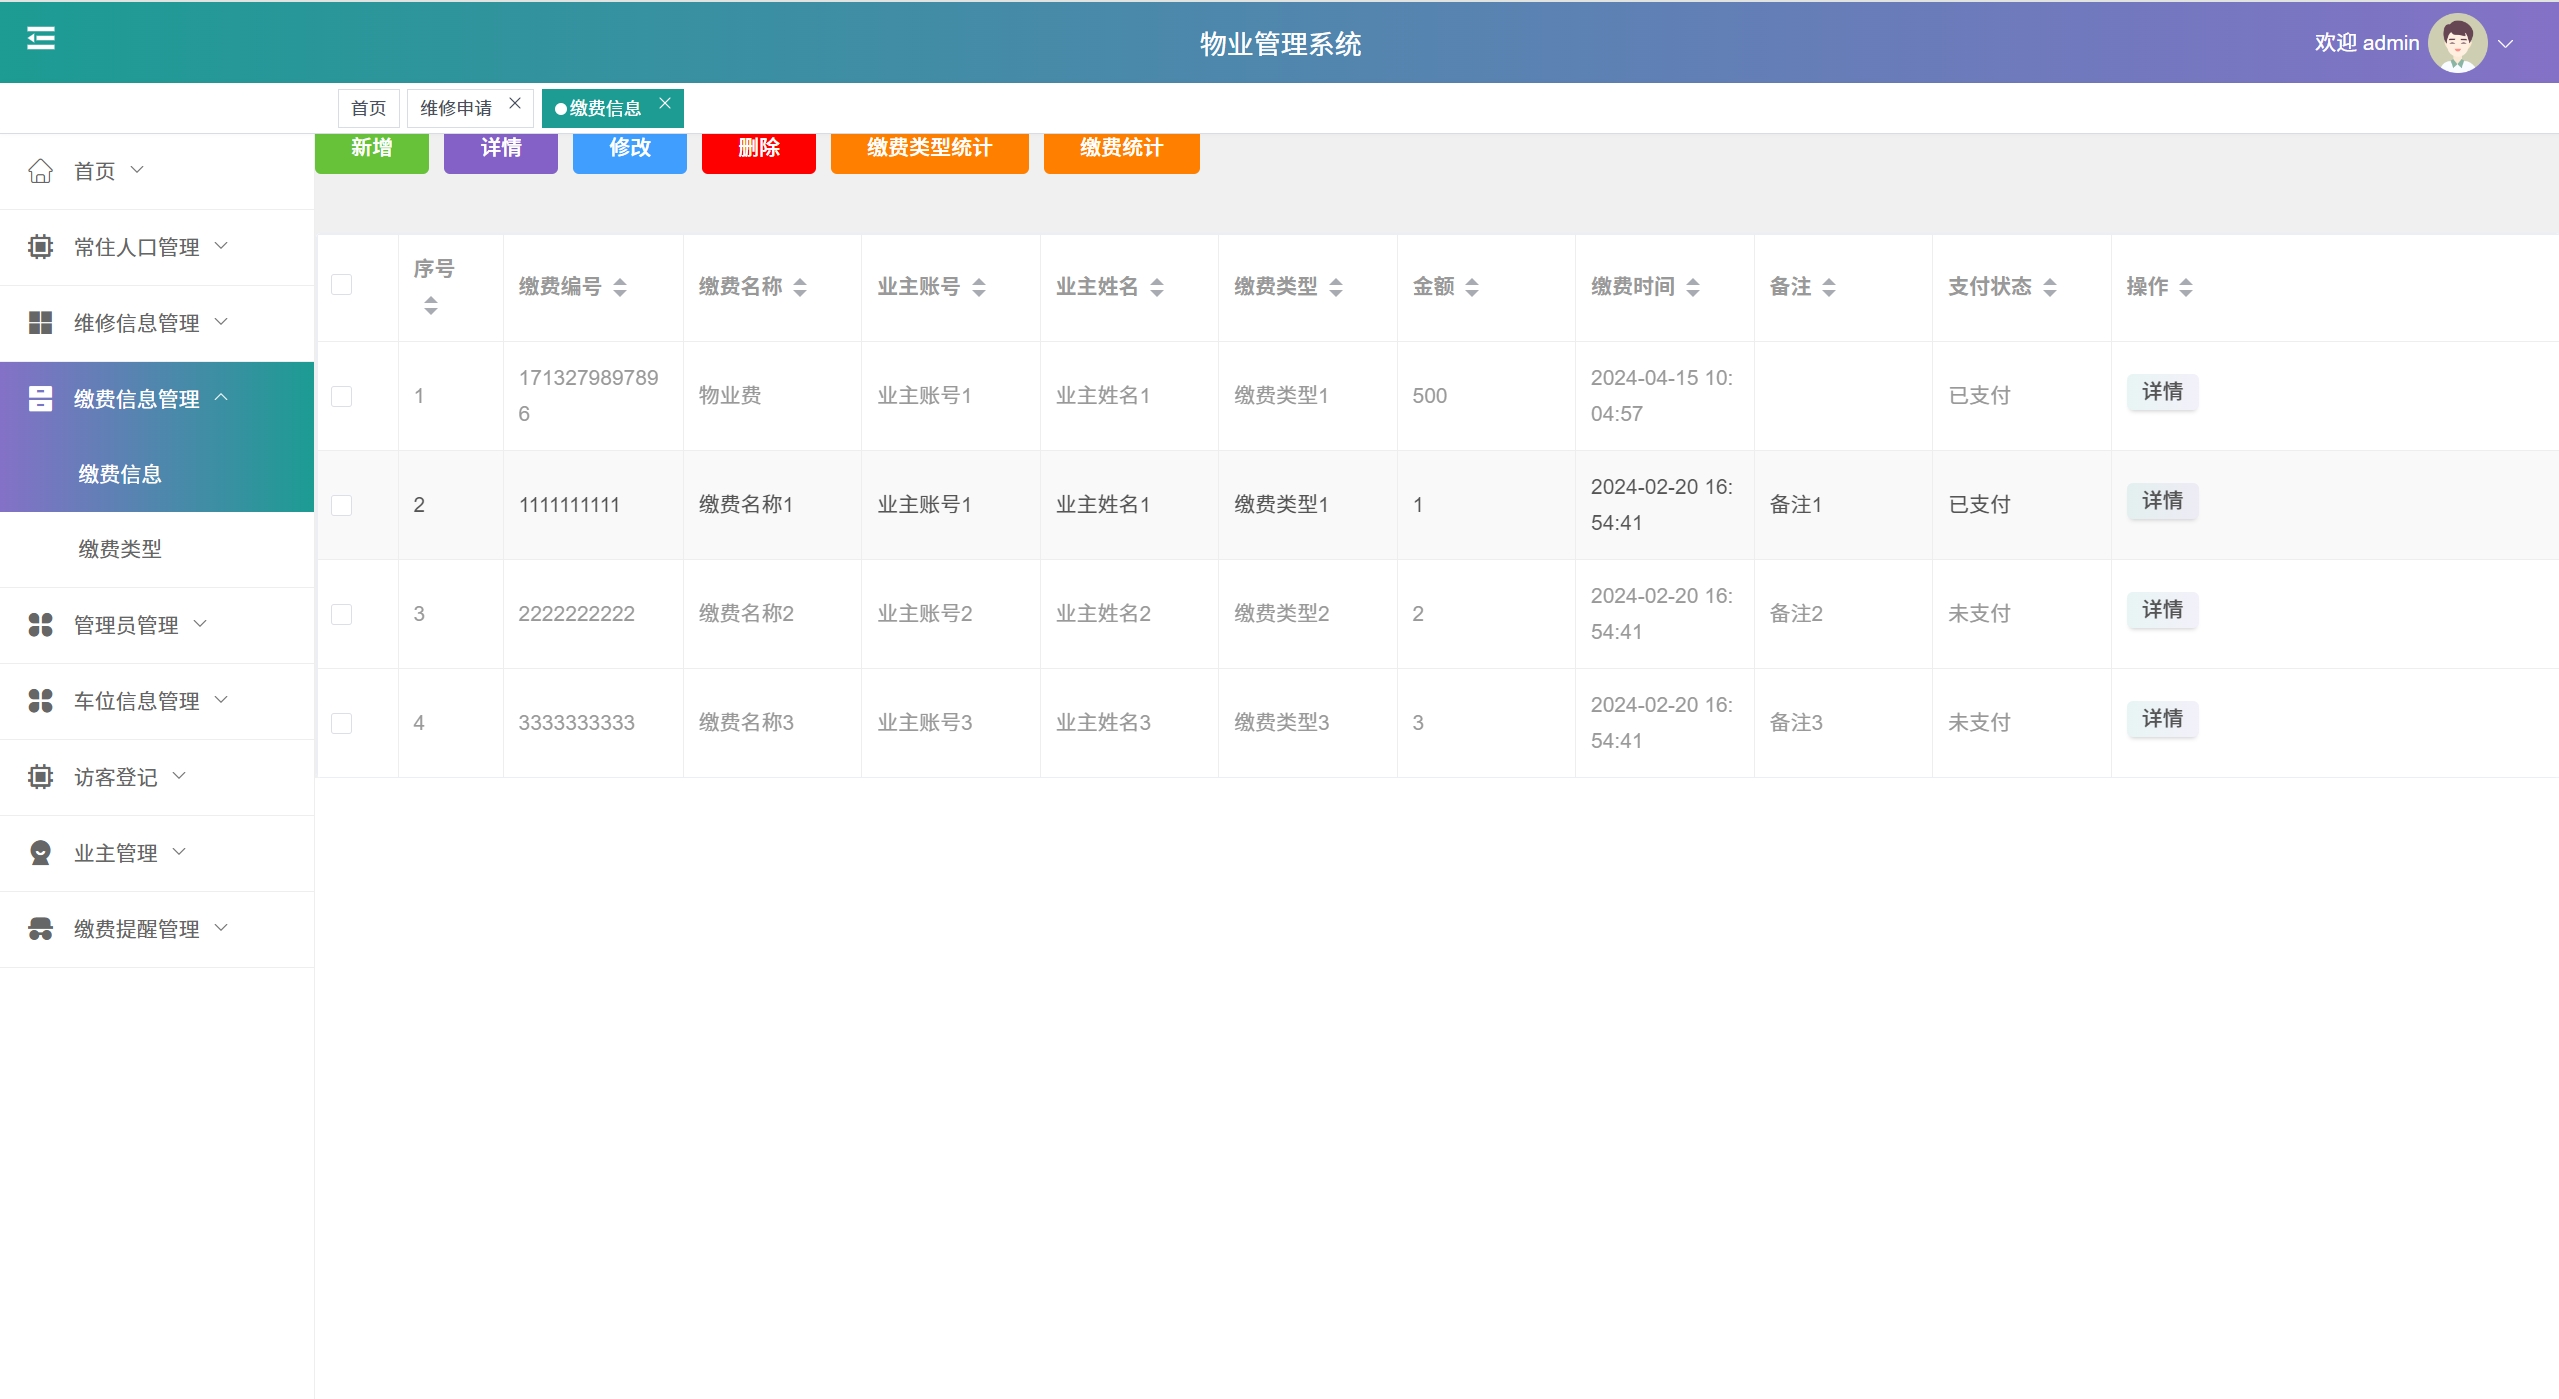 物业管理系统
欢迎 admin
首页 维修申请 缴费信息
新增 详情 修改 删除 缴费类型统计 缴费统计
首页
常住人口管理
维修信息管理
缴费信息管理
缴费信息
缴费类型
管理员管理
车位信息管理
访客登记
业主管理
缴费提醒管理
序号 缴费编号 缴费名称 业主账号 业主姓名 缴费类型 金额 缴费时间 备注 支付状态 操作
1 1713279897896 物业费 业主账号1 业主姓名1 缴费类型1 500 2024-04-15 10:04:57 已支付 详情
2 1111111111 缴费名称1 业主账号1 业主姓名1 缴费类型1 1 2024-02-20 16:54:41 备注1 已支付 详情
3 2222222222 缴费名称2 业主账号2 业主姓名2 缴费类型2 2 2024-02-20 16:54:41 备注2 未支付 详情
4 3333333333 缴费名称3 业主账号3 业主姓名3 缴费类型3 3 2024-02-20 16:54:41 备注3 未支付 详情